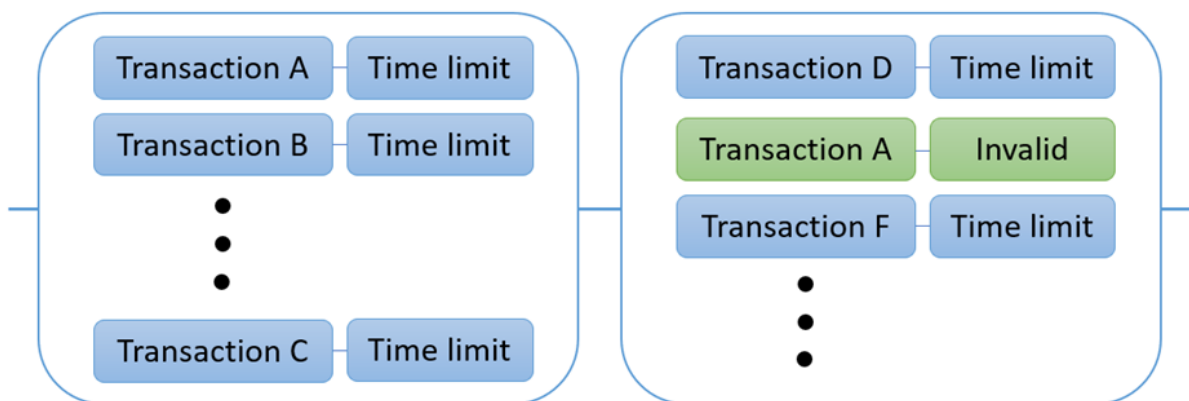 Transaction A Time limit
Transaction B Time limit
Transaction C Time limit
Transaction D Time limit
Transaction A Invalid
Transaction F Time limit